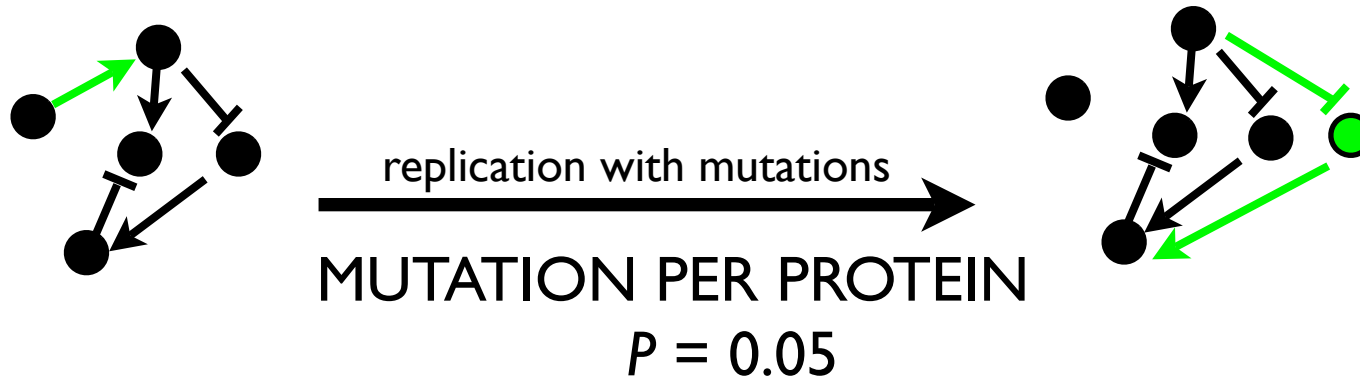 replication with mutations
MUTATION PER PROTEIN
P = 0.05